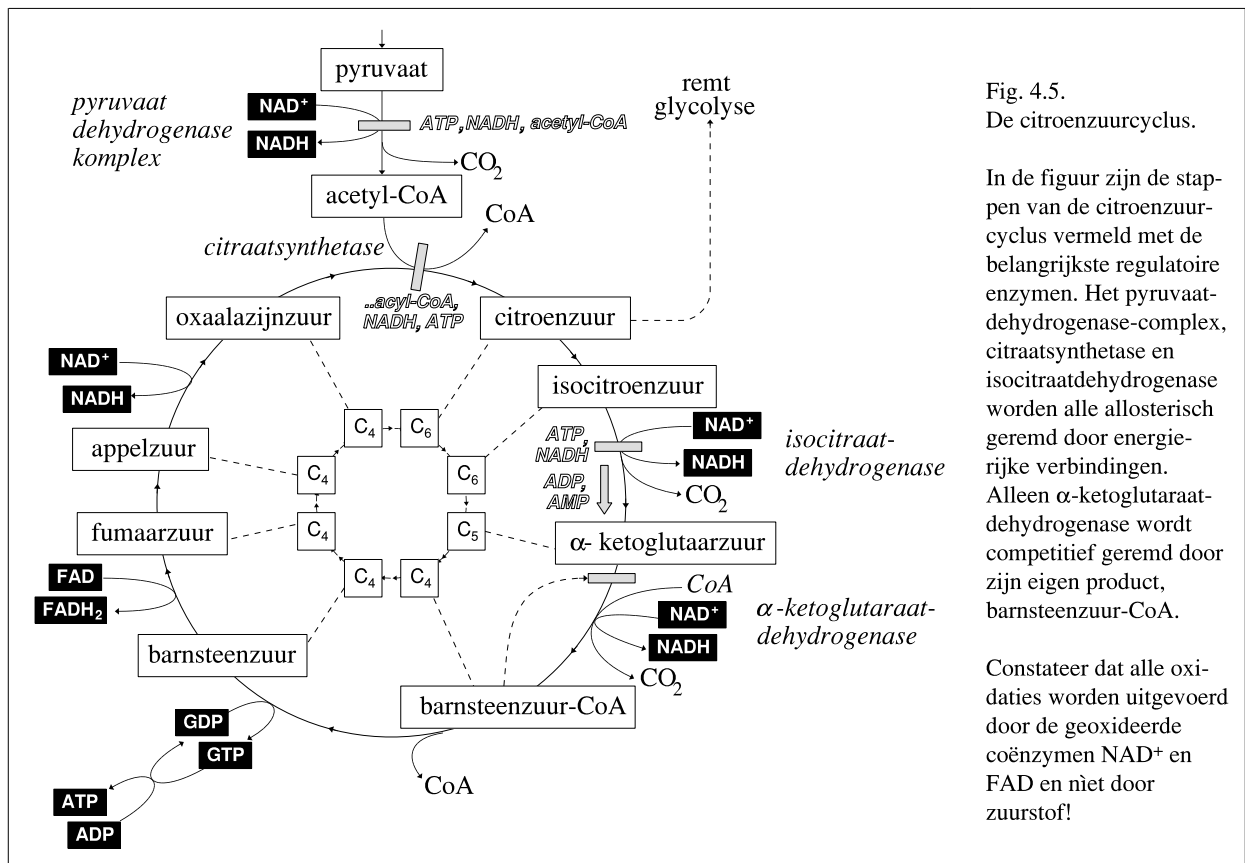 pyruvaat
pyruvaat
dehydrogenase
komplex
NAD⁺
NADH
ATP, NADH, acetyl-CoA
CO₂
acetyl-CoA
CoA
citraatsynthetase
..acyl-CoA,
NADH, ATP
remt
glycolyse
oxaalazijnzuur
citroenzuur
NAD⁺
NADH
isocitroenzuur
ATP,
NADH
ADP,
AMP
NAD⁺
NADH
CO₂
isocitraat-
dehydrogenase
appelzuur
fumaarzuur
C₄
C₆
C₄
C₆
C₄
C₅
C₄
C₄
α- ketoglutaarzuur
CoA
NAD⁺
NADH
CO₂
α-ketoglutaraat-
dehydrogenase
FAD
FADH₂
barnsteenzuur
barnsteenzuur-CoA
GDP
GTP
CoA
ATP
ADP
Fig. 4.5.
De citroenzuurcyclus.
In de figuur zijn de stap-
pen van de citroenzuur-
cyclus vermeld met de
belangrijkste regulatoire
enzymen. Het pyruvaat-
dehydrogenase-complex,
citraatsynthetase en
isocitraatdehydrogenase
worden alle allosterisch
geremd door energie-
rijke verbindingen.
Alleen α-ketoglutaraat-
dehydrogenase wordt
competitief geremd door
zijn eigen product,
barnsteenzuur-CoA.
Constateer dat alle oxi-
daties worden uitgevoerd
door de geoxideerde
coënzymen NAD⁺ en
FAD en nìet door
zuurstof!